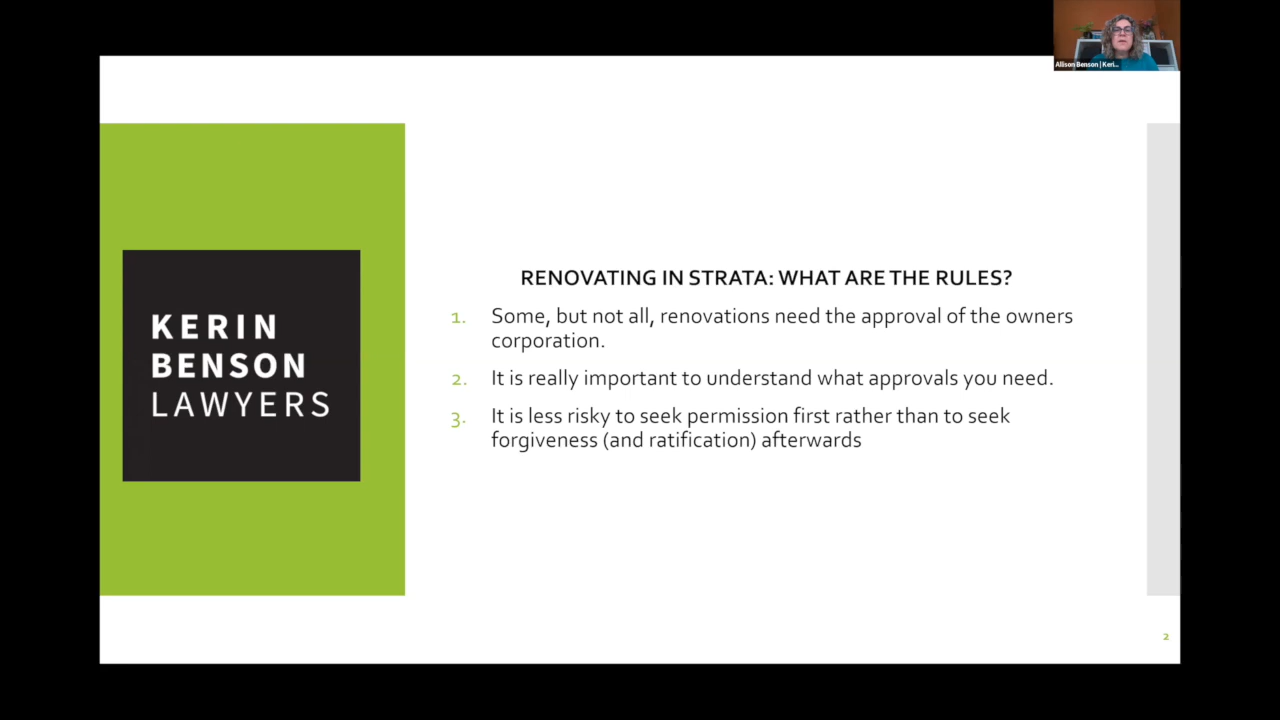 Allison Benson | Keri...
KERIN
BENSON
LAWYERS
RENOVATING IN STRATA: WHAT ARE THE RULES?
1. Some, but not all, renovations need the approval of the owners
corporation.
2. It is really important to understand what approvals you need.
3. It is less risky to seek permission first rather than to seek
forgiveness (and ratification) afterwards
2